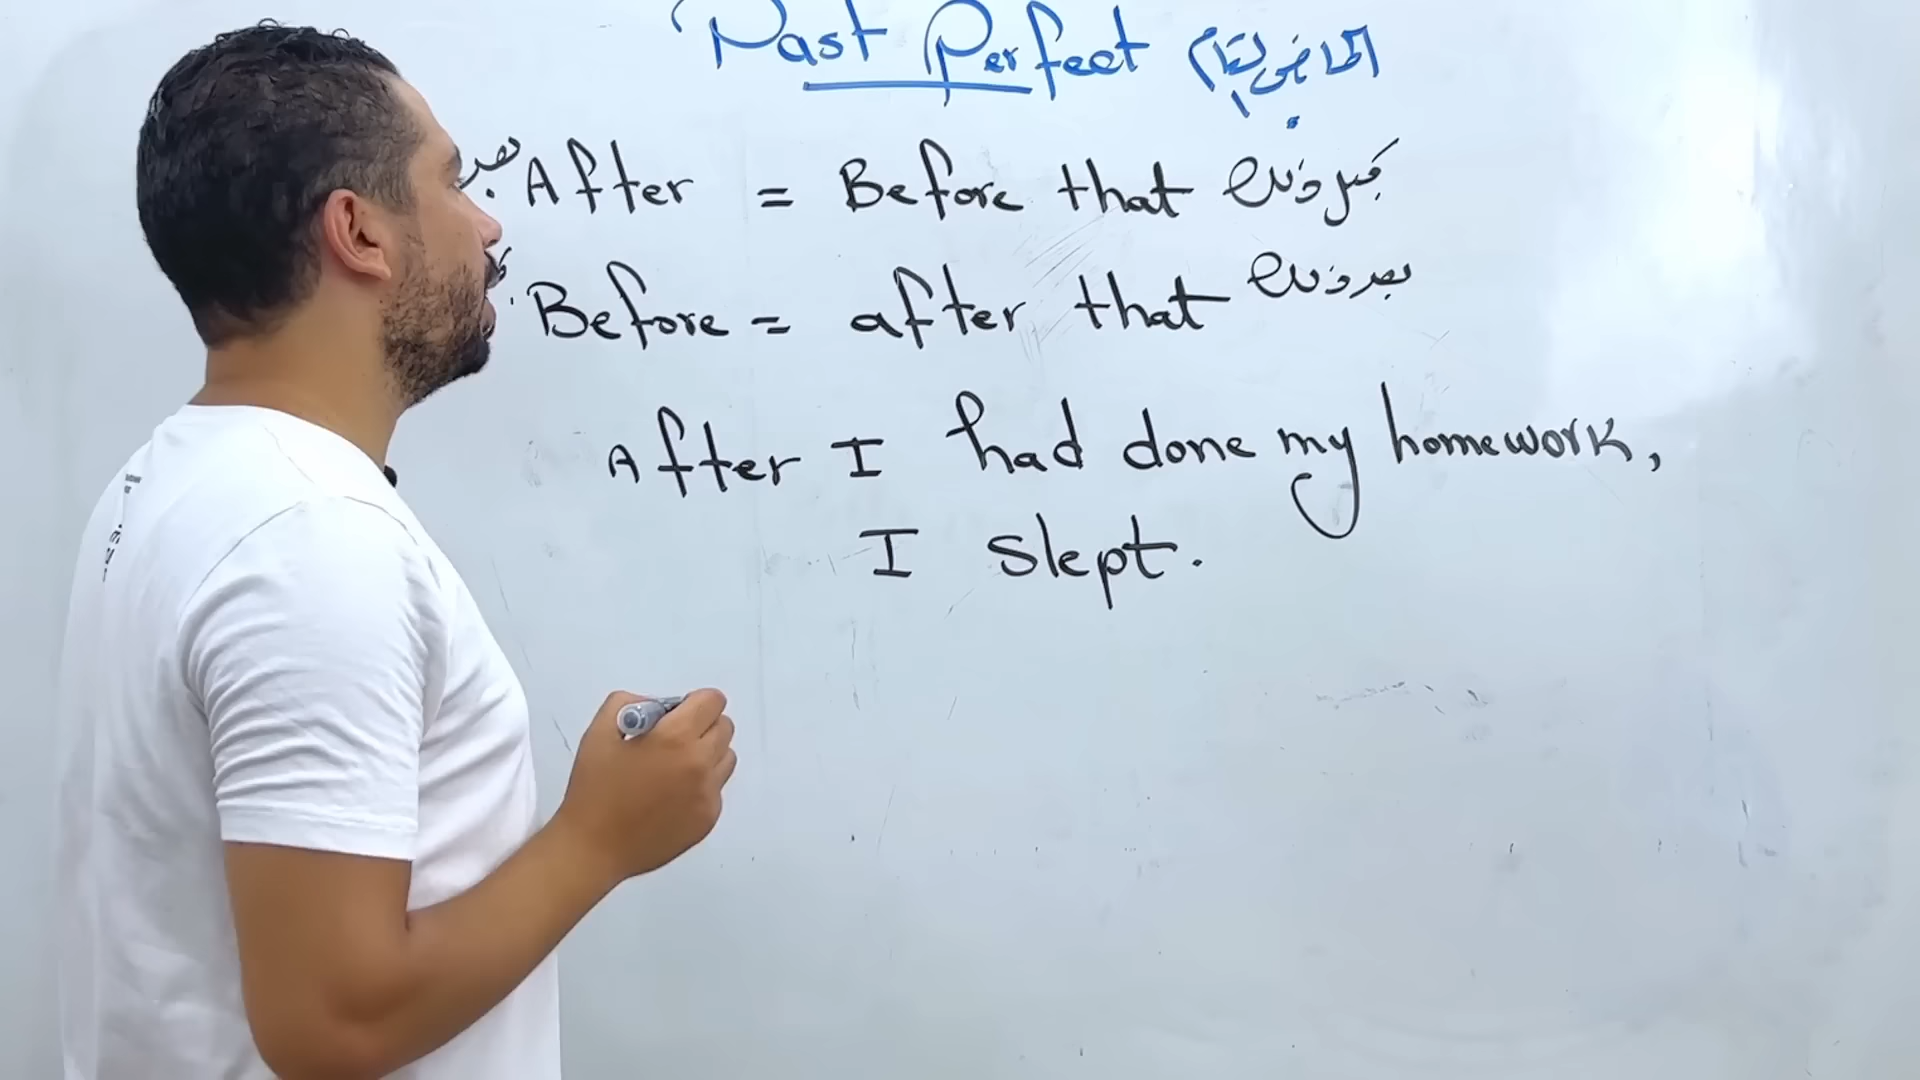 Past Perfect الماضي التام
بعد After = Before that قبل ذلك
Before = after that بعد ذلك
After I had done my homework,
I slept.